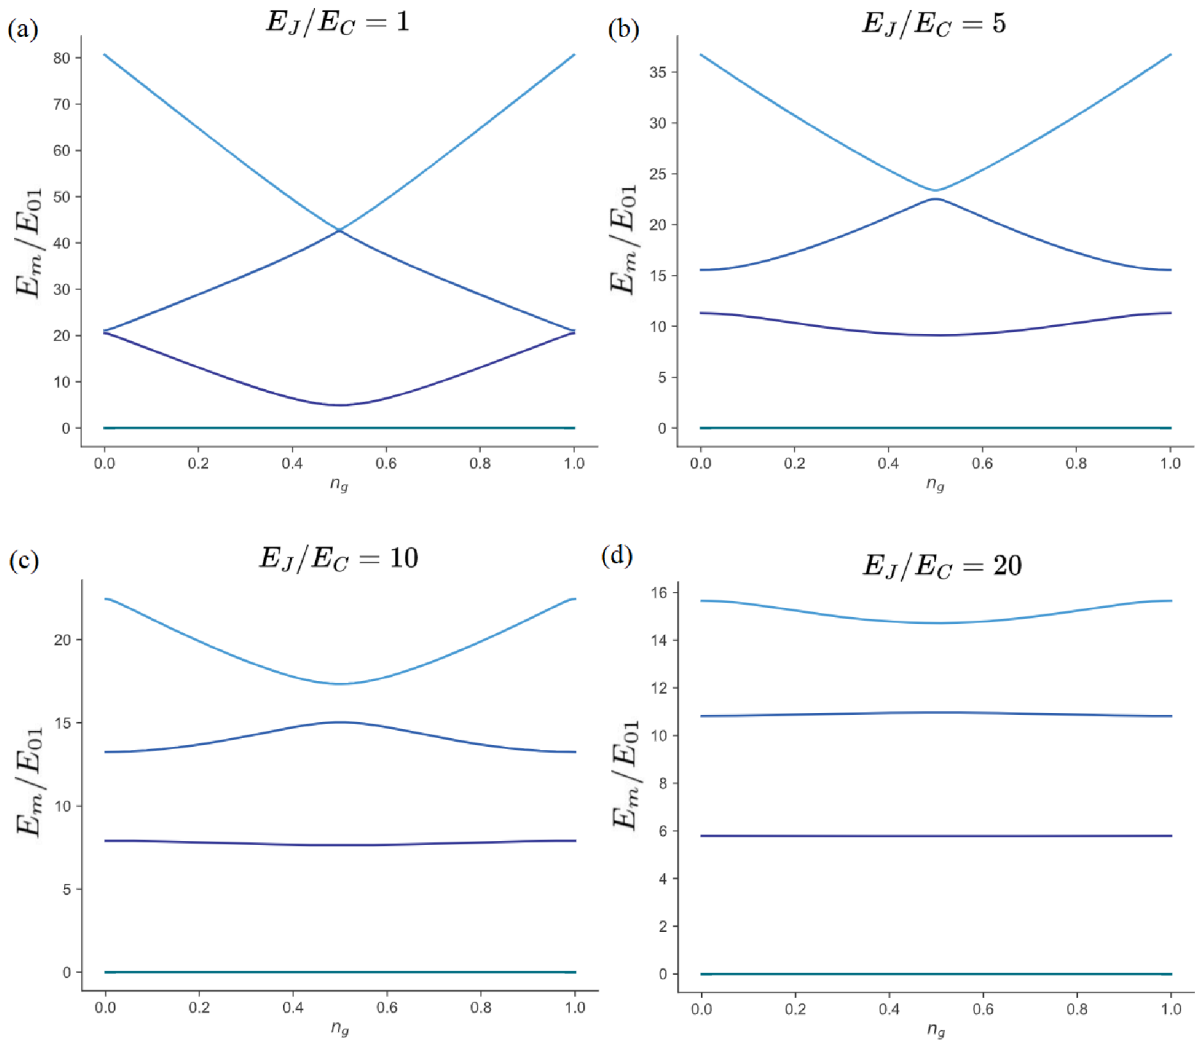 (a)
E_J/E_C = 1
E_m/E_01
80
70
60
50
40
30
20
10
0
0.0 0.2 0.4 0.6 0.8 1.0
n_g
(b)
E_J/E_C = 5
E_m/E_01
35
30
25
20
15
10
5
0
0.0 0.2 0.4 0.6 0.8 1.0
n_g
(c)
E_J/E_C = 10
E_m/E_01
20
15
10
5
0
0.0 0.2 0.4 0.6 0.8 1.0
n_g
(d)
E_J/E_C = 20
E_m/E_01
16
14
12
10
8
6
4
2
0
0.0 0.2 0.4 0.6 0.8 1.0
n_g